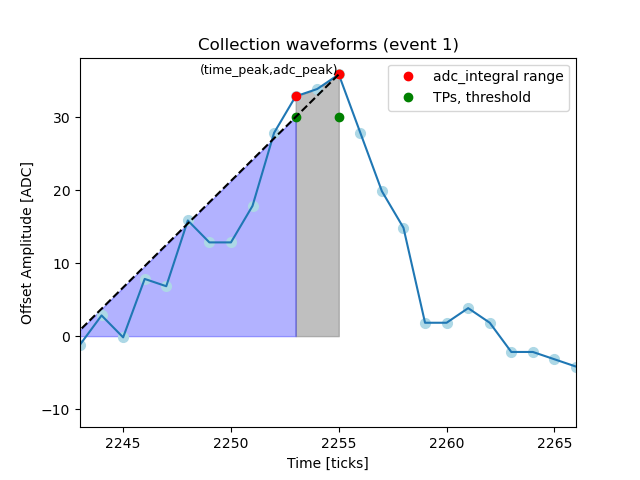 Collection waveforms (event 1)
(time_peak,adc_peak)
adc_integral range
TPs, threshold
Offset Amplitude [ADC]
30
20
10
0
−10
2245 2250 2255 2260 2265
Time [ticks]